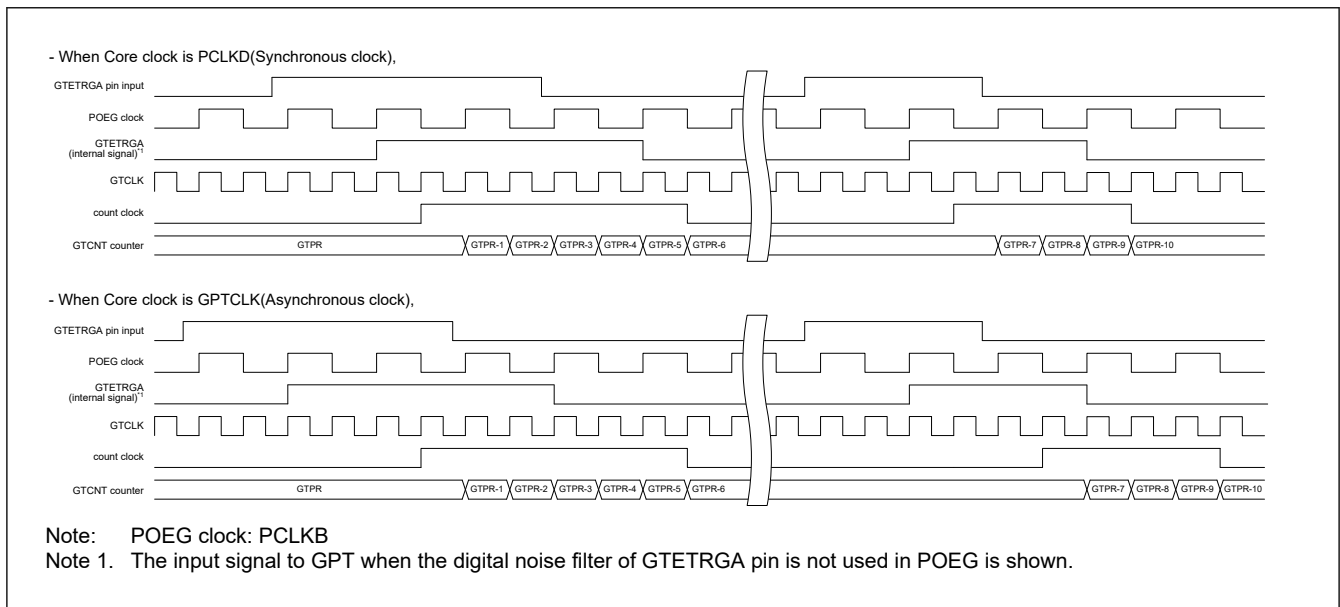 - When Core clock is PCLKD(Synchronous clock),
GTETRGA pin input
POEG clock
GTETRGA
(internal signal)*1
GTCLK
count clock
GTCNT counter GTPR GTPR-1 GTPR-2 GTPR-3 GTPR-4 GTPR-5 GTPR-6 GTPR-7 GTPR-8 GTPR-9 GTPR-10
- When Core clock is GPTCLK(Asynchronous clock),
GTETRGA pin input
POEG clock
GTETRGA
(internal signal)*1
GTCLK
count clock
GTCNT counter GTPR GTPR-1 GTPR-2 GTPR-3 GTPR-4 GTPR-5 GTPR-6 GTPR-7 GTPR-8 GTPR-9 GTPR-10
Note: POEG clock: PCLKB
Note 1. The input signal to GPT when the digital noise filter of GTETRGA pin is not used in POEG is shown.